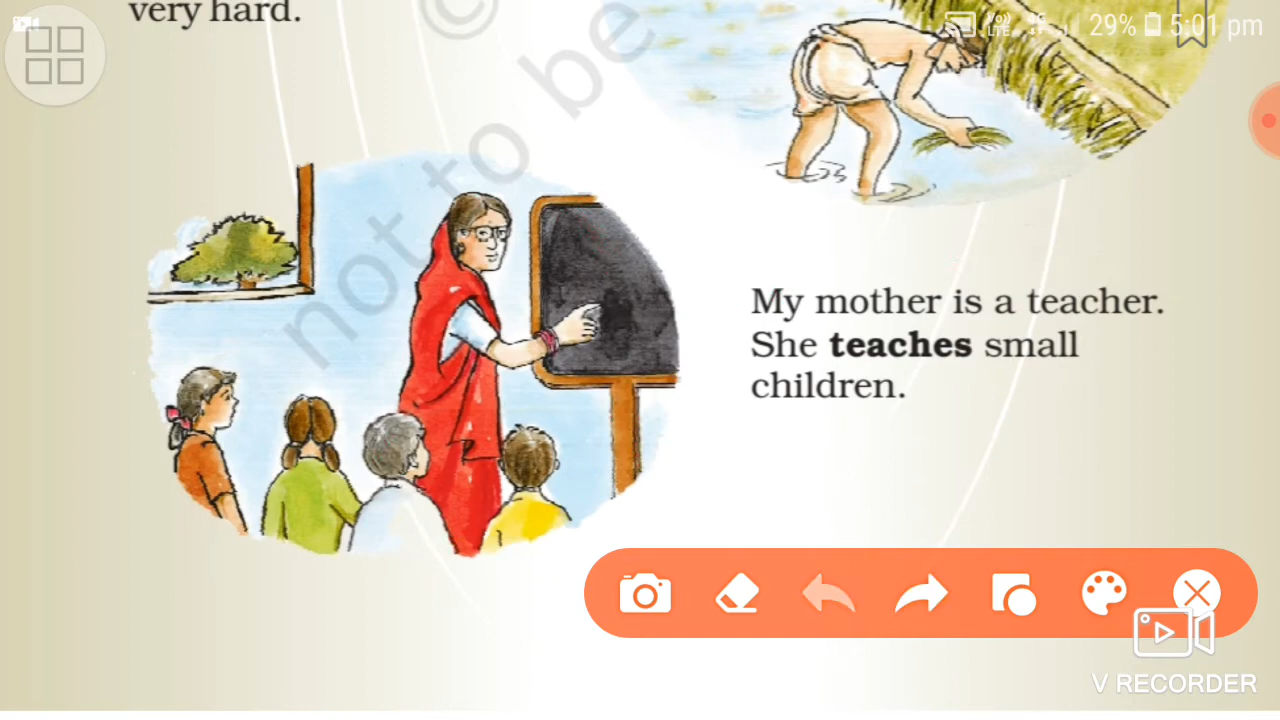 very hard.
29% 5:01 pm
© not to be
My mother is a teacher.
She teaches small
children.
V RECORDER